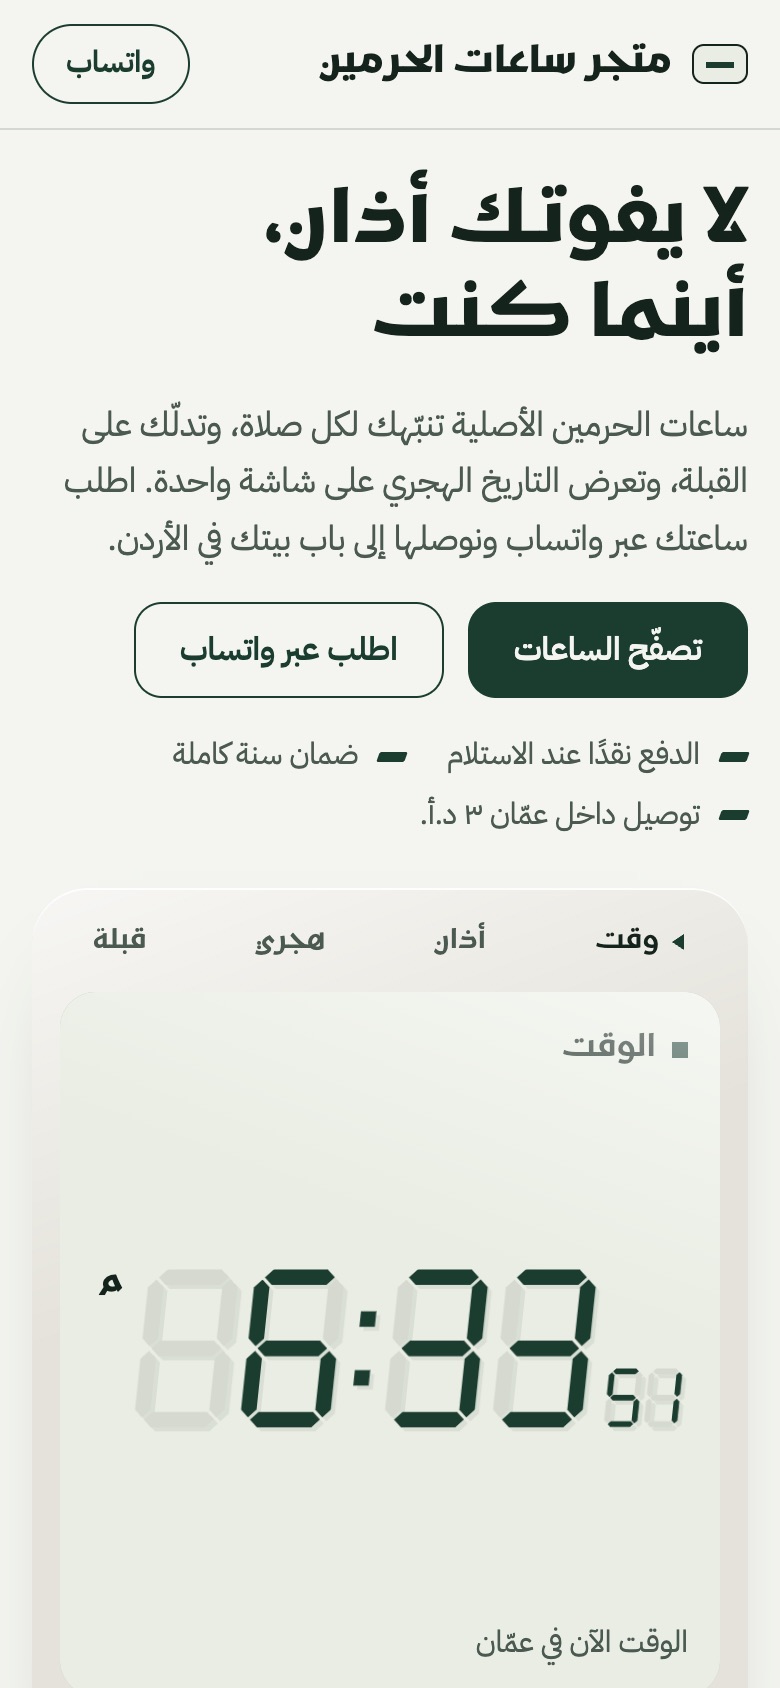 متجر ساعات الحرمين
واتساب
لا يفوتك أذان،
أينما كنت
ساعات الحرمين الأصلية تنبّهك لكل صلاة، وتدلّك على
القبلة، وتعرض التاريخ الهجري على شاشة واحدة. اطلب
ساعتك عبر واتساب ونوصلها إلى باب بيتك في الأردن.
تصفّح الساعات
اطلب عبر واتساب
الدفع نقدًا عند الاستلام
ضمان سنة كاملة
توصيل داخل عمّان ٣ د.أ.
وقت
أذان
هجري
قبلة
الوقت
م
6:33 51
الوقت الآن في عمّان